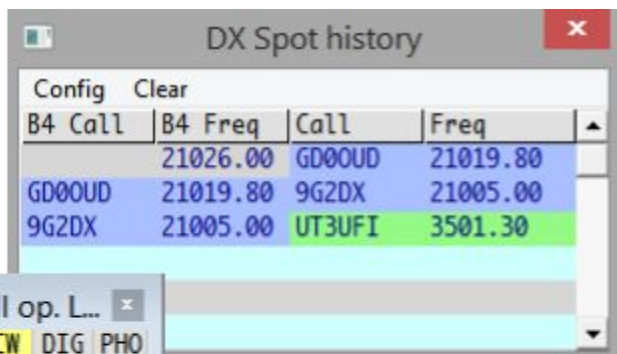 DX Spot history x
Config Clear
B4 Call B4 Freq Call Freq
21026.00 GD0OUD 21019.80
GD0OUD 21019.80 9G2DX 21005.00
9G2DX 21005.00 UT3UFI 3501.30
op. L... x
DIG PHO